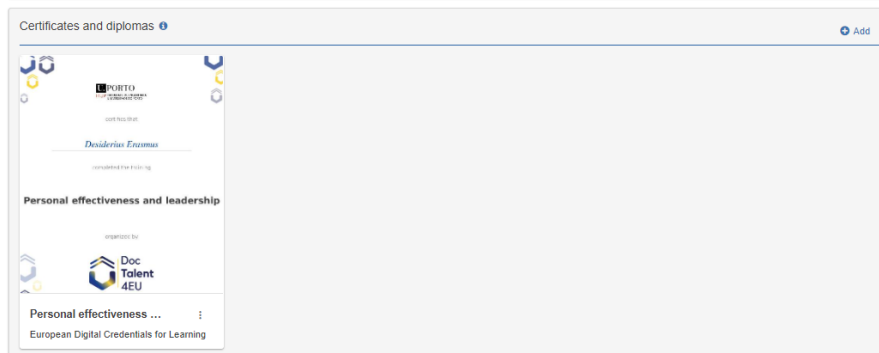 Certificates and diplomas
Add
U.PORTO
certifies that
Desiderius Erasmus
completed the training
Personal effectiveness and leadership
organized by
Doc
Talent
4EU
Personal effectiveness ...
European Digital Credentials for Learning